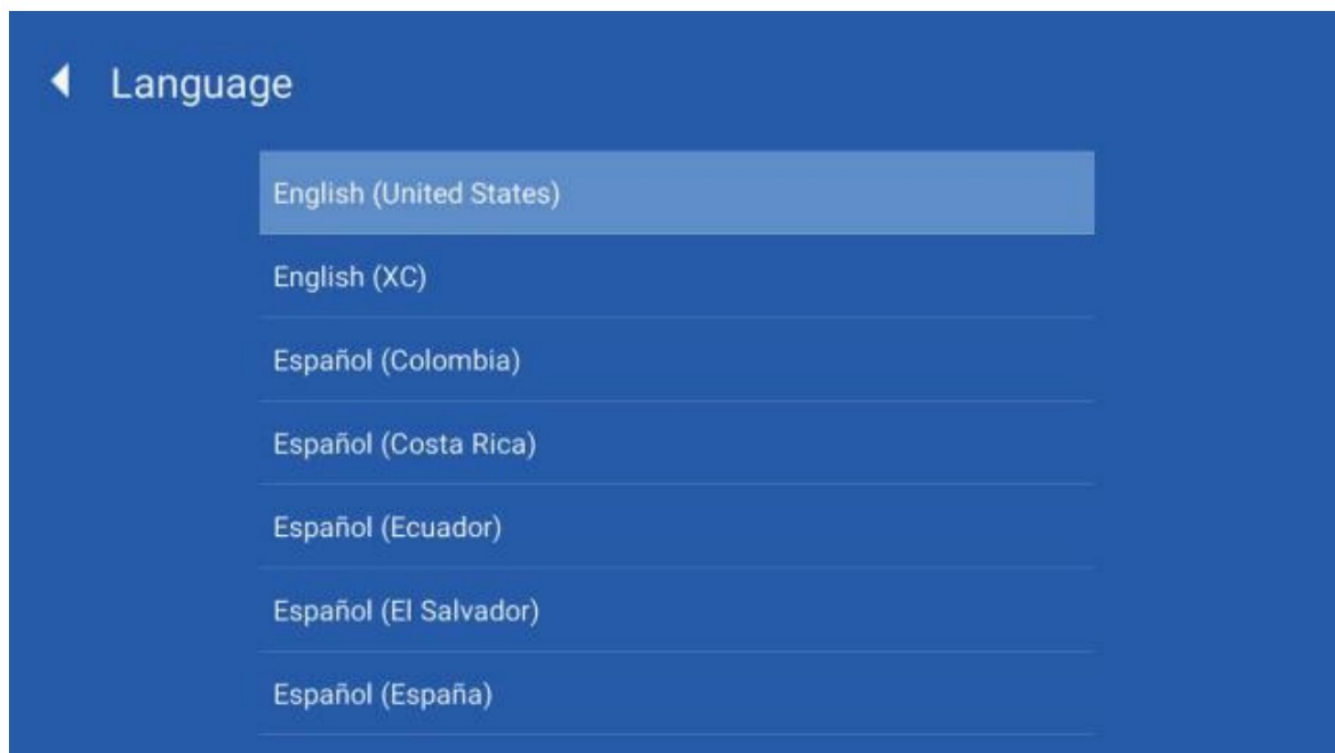 Language
English (United States)
English (XC)
Español (Colombia)
Español (Costa Rica)
Español (Ecuador)
Español (El Salvador)
Español (España)